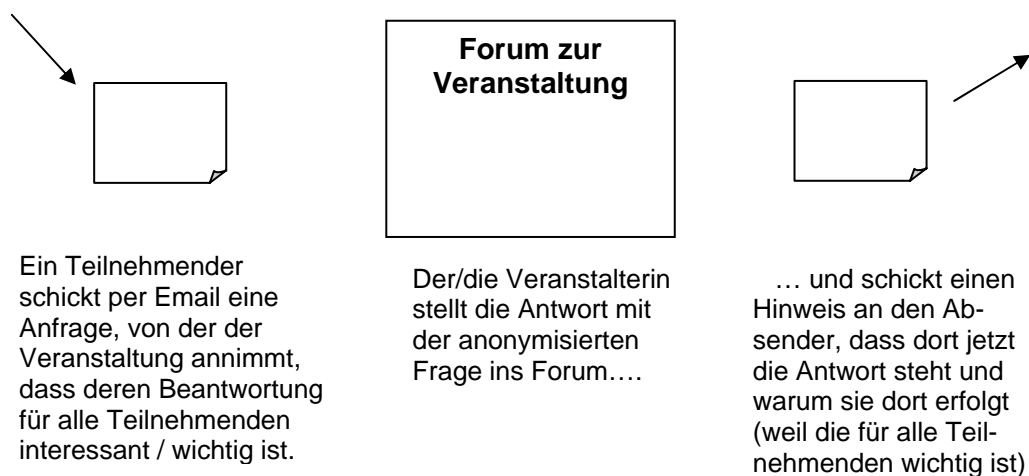 Forum zur
Veranstaltung
Ein Teilnehmender
schickt per Email eine
Anfrage, von der der
Veranstaltung annimmt,
dass deren Beantwortung
für alle Teilnehmenden
interessant / wichtig ist.
Der/die Veranstalterin
stellt die Antwort mit
der anonymisierten
Frage ins Forum….
… und schickt einen
Hinweis an den Ab-
sender, dass dort jetzt
die Antwort steht und
warum sie dort erfolgt
(weil die für alle Teil-
nehmenden wichtig ist)